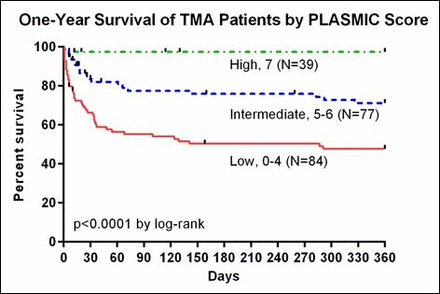 One-Year Survival of TMA Patients by PLASMIC Score
Percent survival
100
80
60
40
20
0
High, 7 (N=39)
Intermediate, 5-6 (N=77)
Low, 0-4 (N=84)
p<0.0001 by log-rank
0 30 60 90 120 150 180 210 240 270 300 330 360
Days